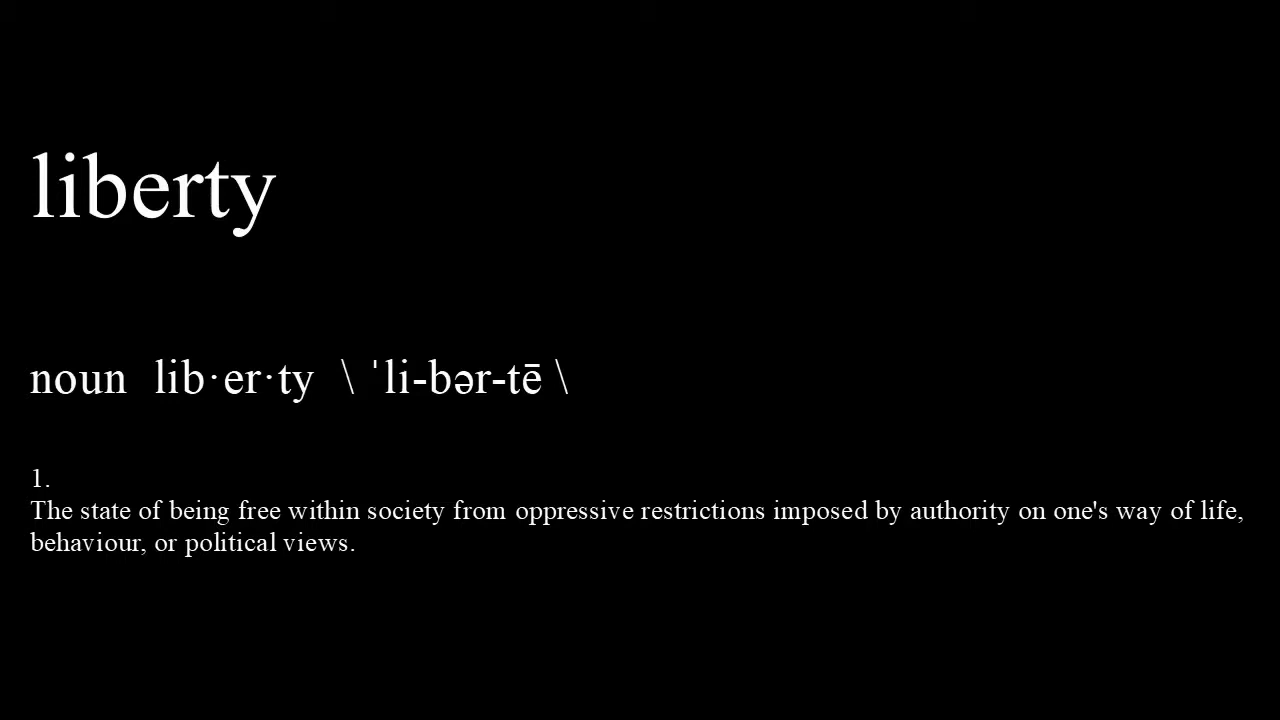 liberty
noun  lib·er·ty  \ ˈli-bər-tē \
1.
The state of being free within society from oppressive restrictions imposed by authority on one's way of life,
behaviour, or political views.